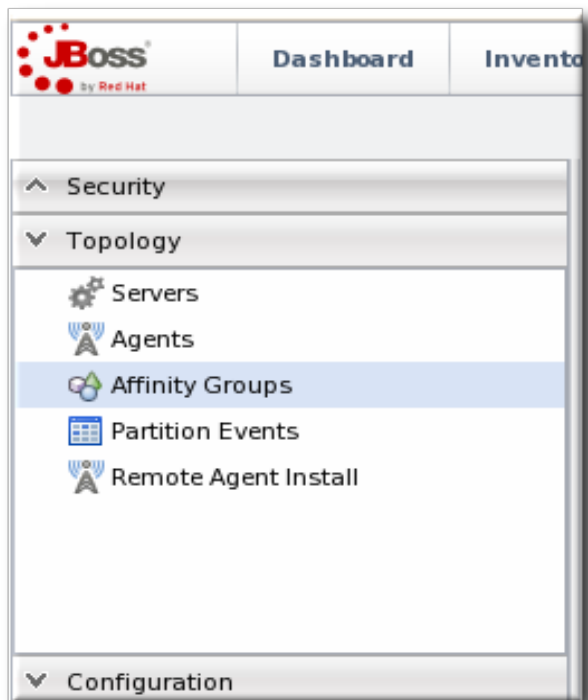 JBoss
by Red Hat
Dashboard
Invento
Security
Topology
Servers
Agents
Affinity Groups
Partition Events
Remote Agent Install
Configuration